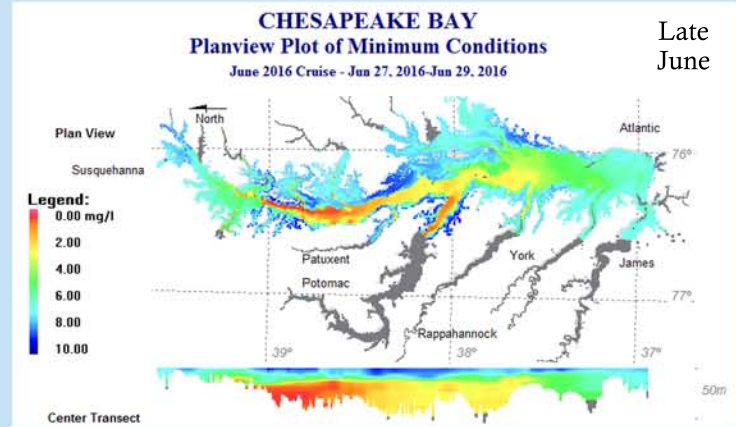 CHESAPEAKE BAY
Planview Plot of Minimum Conditions
June 2016 Cruise - Jun 27, 2016-Jun 29, 2016
Late
June
North
Plan View
Atlantic
Susquehanna
76°
Legend:
0.00 mg/l
2.00
4.00
6.00
8.00
10.00
Patuxent
York
James
Potomac
77°
Rappahannock
39°
38°
37°
50m
Center Transect